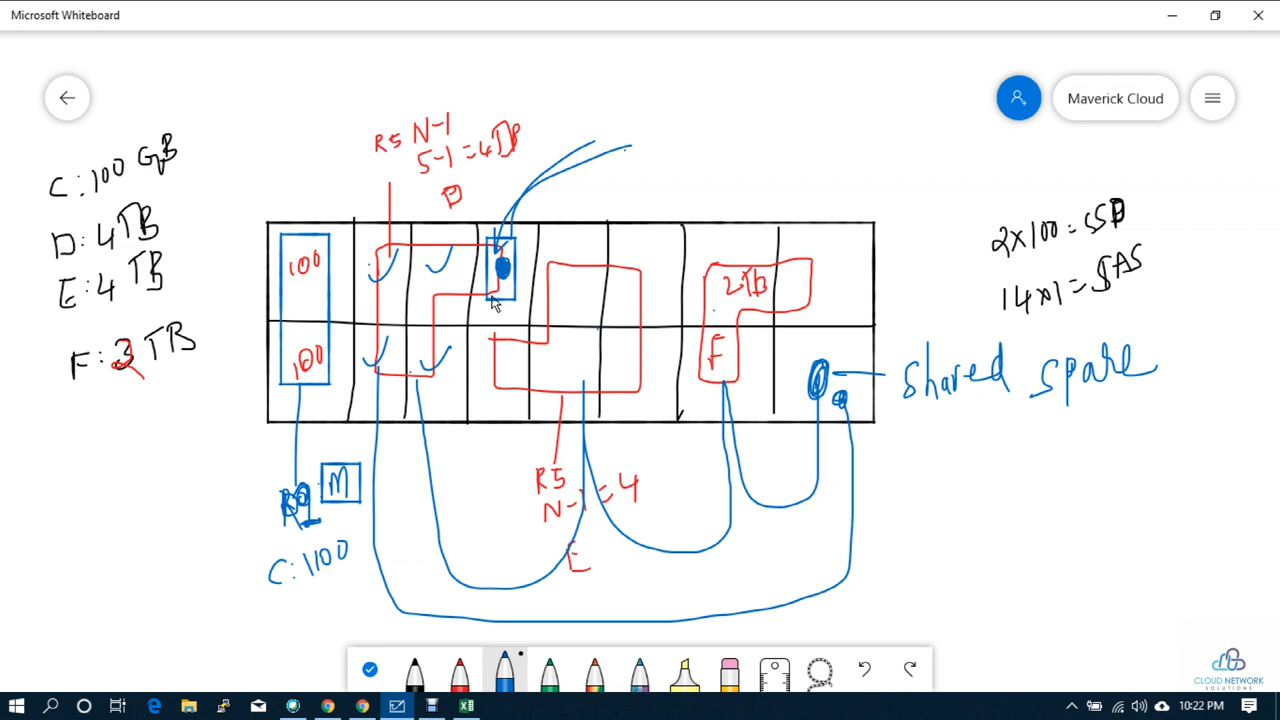 Microsoft Whiteboard
Maverick Cloud
C: 100 GB
D: 4TB
E: 4 TB
F: TB
R5 N-1
5-1=4TB
D
2x100=SSD
14x1=SAS
100
100
2TB
F
shared spare
M
R5
N-1=4
E
C:100
CLOUD NETWORK
SOLUTIONS
10:22 PM